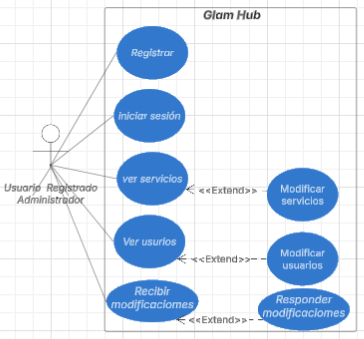 Glam Hub
Registrar
iniciar sesión
ver servicios
<<Extend>>
Modificar
servicios
Usuario Registrado
Administrador
Ver usurios
<<Extend>>
Modificar
usuarios
Recibir
modificaciomes
<<Extend>>
Responder
modificaciomes